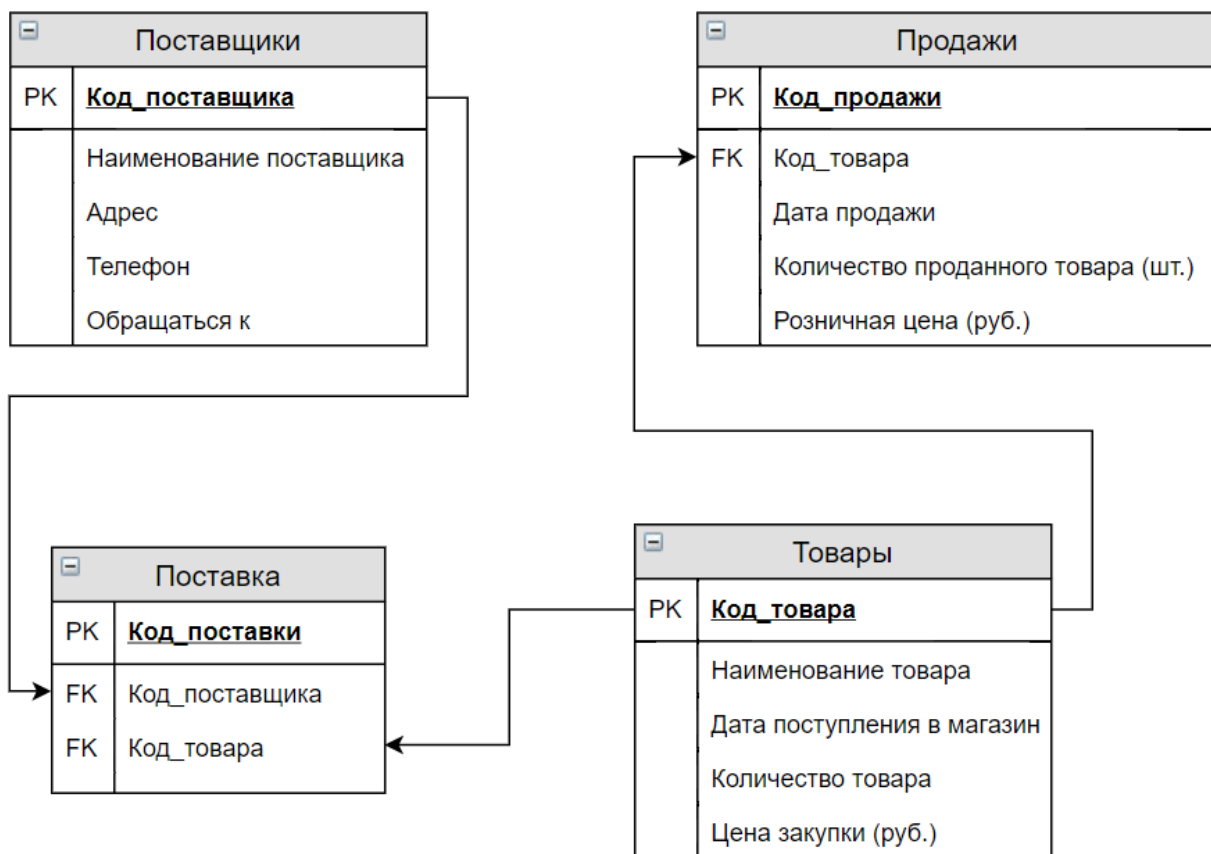 Поставщики
PK Код_поставщика
Наименование поставщика
Адрес
Телефон
Обращаться к
Продажи
PK Код_продажи
FK Код_товара
Дата продажи
Количество проданного товара (шт.)
Розничная цена (руб.)
Поставка
PK Код_поставки
FK Код_поставщика
FK Код_товара
Товары
PK Код_товара
Наименование товара
Дата поступления в магазин
Количество товара
Цена закупки (руб.)